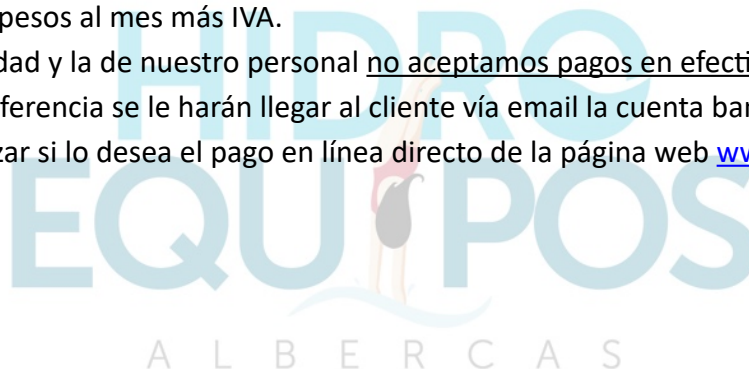 pesos al mes más IVA.
dad y la de nuestro personal no aceptamos pagos en efecti
ferencia se le harán llegar al cliente vía email la cuenta ba
zar si lo desea el pago en línea directo de la página web
HIDRO
EQUIPOS
ALBERCAS